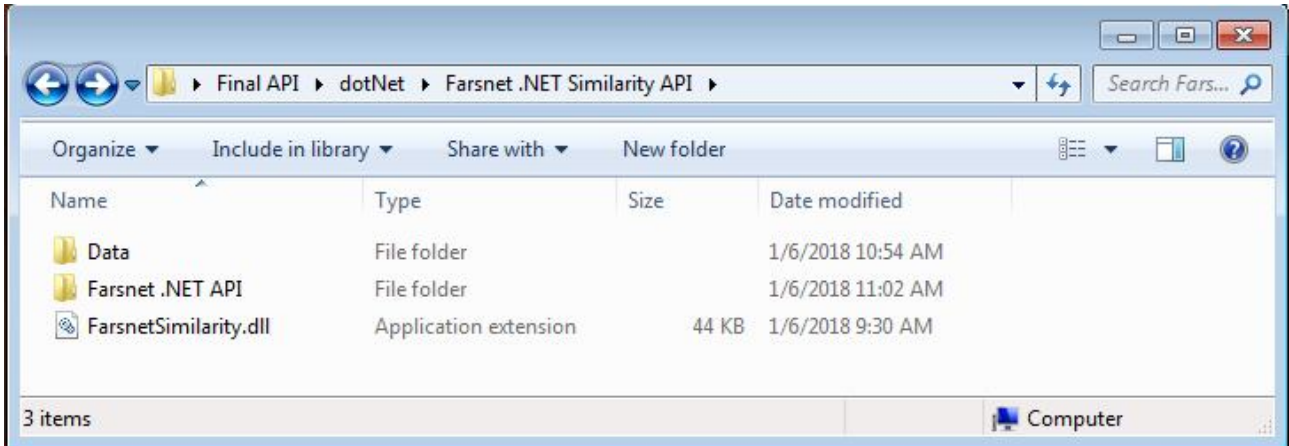 Final API dotNet Farsnet .NET Similarity API Search Fars...
Organize Include in library Share with New folder
Name Type Size Date modified
Data File folder 1/6/2018 10:54 AM
Farsnet .NET API File folder 1/6/2018 11:02 AM
FarsnetSimilarity.dll Application extension 44 KB 1/6/2018 9:30 AM
3 items Computer